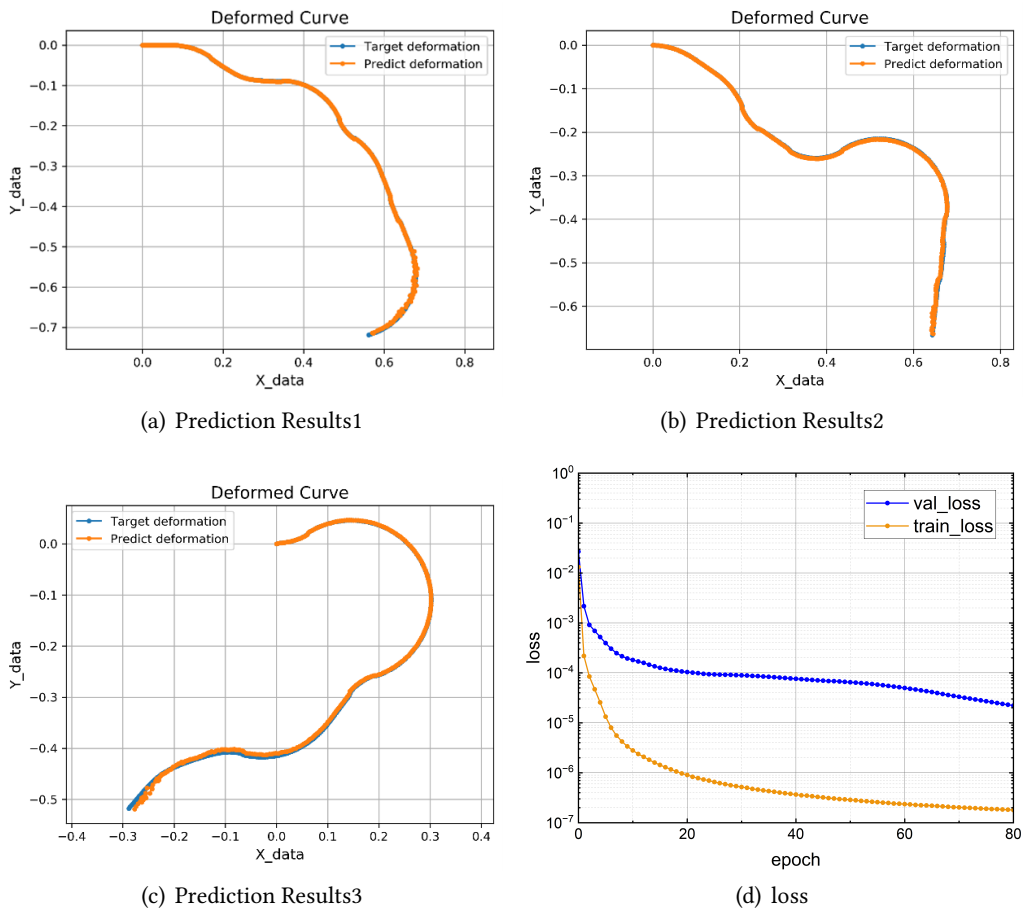 Deformed Curve
Target deformation
Predict deformation
Y_data
0.0
−0.1
−0.2
−0.3
−0.4
−0.5
−0.6
−0.7
0.0 0.2 0.4 0.6 0.8
X_data
(a) Prediction Results1
Deformed Curve
Target deformation
Predict deformation
Y_data
0.0
−0.1
−0.2
−0.3
−0.4
−0.5
−0.6
0.0 0.2 0.4 0.6 0.8
X_data
(b) Prediction Results2
Deformed Curve
Target deformation
Predict deformation
Y_data
0.0
−0.1
−0.2
−0.3
−0.4
−0.5
−0.4 −0.3 −0.2 −0.1 0.0 0.1 0.2 0.3 0.4
X_data
(c) Prediction Results3
val_loss
train_loss
loss
10⁰
10⁻¹
10⁻²
10⁻³
10⁻⁴
10⁻⁵
10⁻⁶
10⁻⁷
0 20 40 60 80
epoch
(d) loss